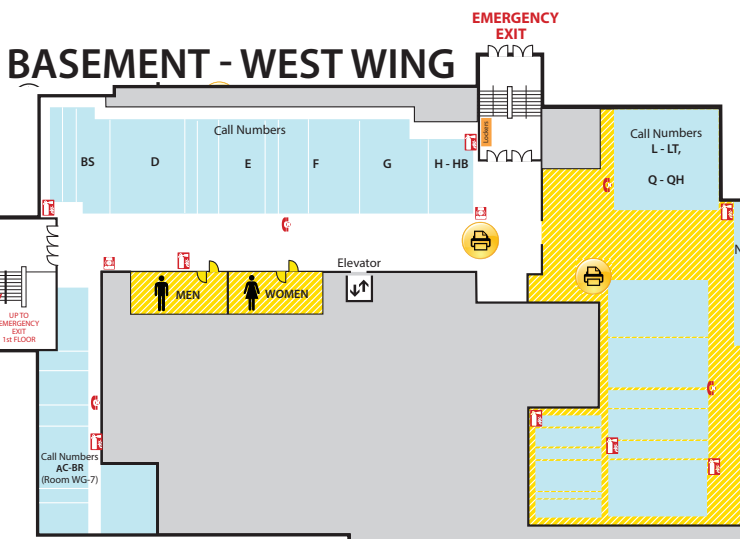 EMERGENCY
EXIT
BASEMENT - WEST WING
Lockers
Call Numbers
BS
D
E
F
G
H - HB
Call Numbers
L - LT,
Q - QH
N
Elevator
MEN
WOMEN
UP TO
EMERGENCY
EXIT
1st FLOOR
Call Numbers
AC-BR
(Room WG-7)